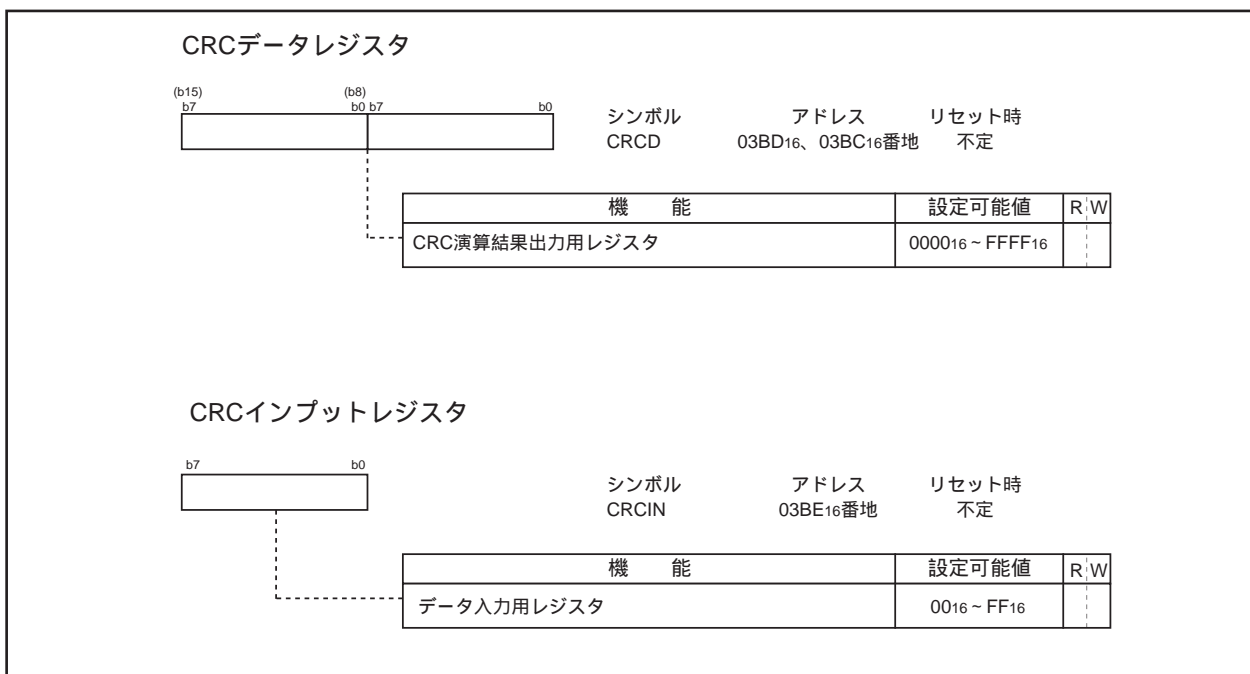 CRCデータレジスタ
(b15) (b8)
b7 b0 b7 b0
シンボル アドレス リセット時
CRCD 03BD16、03BC16番地 不定
機 能 設定可能値 R W
CRC演算結果出力用レジスタ 000016 ~ FFFF16
CRCインプットレジスタ
b7 b0
シンボル アドレス リセット時
CRCIN 03BE16番地 不定
機 能 設定可能値 R W
データ入力用レジスタ 0016 ~ FF16